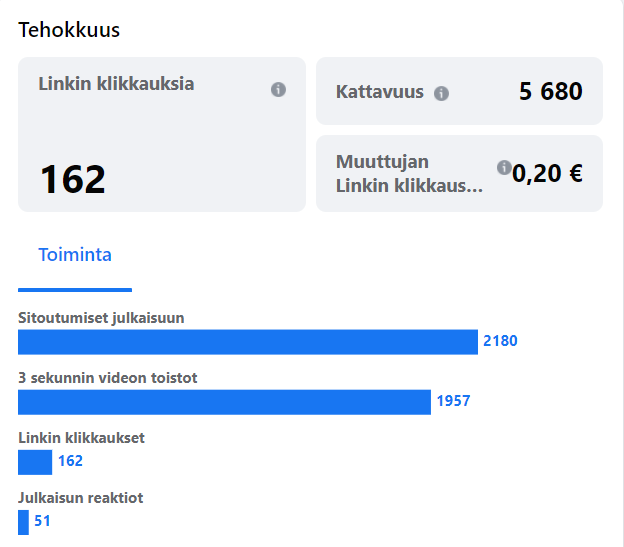 Tehokkuus
Linkin klikkauksia
162
Kattavuus
5 680
Muuttujan
Linkin klikkaus...
0,20 €
Toiminta
Sitoutumiset julkaisuun
2180
3 sekunnin videon toistot
1957
Linkin klikkaukset
162
Julkaisun reaktiot
51